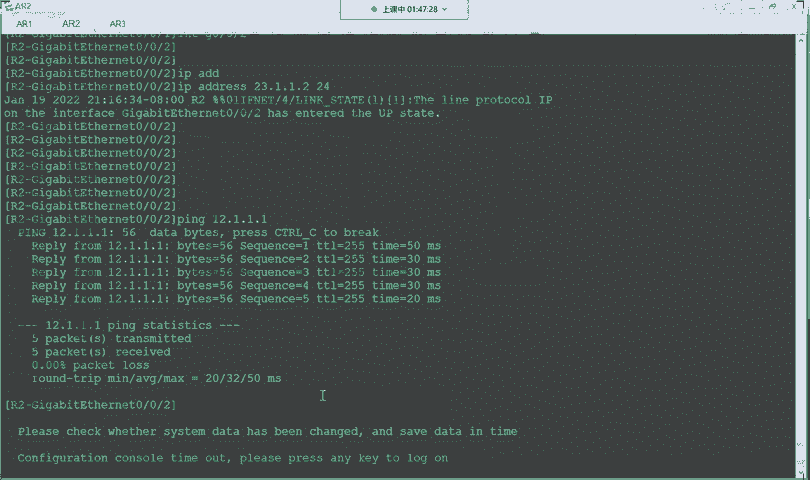 AR2
上课中 01:47:28
AR1 AR2 AR3
[R2-GigabitEthernet0/0/2]
[R2-GigabitEthernet0/0/2]
[R2-GigabitEthernet0/0/2]ip add
[R2-GigabitEthernet0/0/2]ip address 23.1.1.2 24
Jan 19 2022 21:16:34-08:00 R2 %%01IFNET/4/LINK_STATE(l)[1]:The line protocol IP
on the interface GigabitEthernet0/0/2 has entered the UP state.
[R2-GigabitEthernet0/0/2]
[R2-GigabitEthernet0/0/2]
[R2-GigabitEthernet0/0/2]
[R2-GigabitEthernet0/0/2]
[R2-GigabitEthernet0/0/2]
[R2-GigabitEthernet0/0/2]
[R2-GigabitEthernet0/0/2]
[R2-GigabitEthernet0/0/2]ping 12.1.1.1
PING 12.1.1.1: 56 data bytes, press CTRL_C to break
Reply from 12.1.1.1: bytes=56 Sequence=1 ttl=255 time=50 ms
Reply from 12.1.1.1: bytes=56 Sequence=2 ttl=255 time=30 ms
Reply from 12.1.1.1: bytes=56 Sequence=3 ttl=255 time=30 ms
Reply from 12.1.1.1: bytes=56 Sequence=4 ttl=255 time=30 ms
Reply from 12.1.1.1: bytes=56 Sequence=5 ttl=255 time=20 ms
--- 12.1.1.1 ping statistics ---
5 packet(s) transmitted
5 packet(s) received
0.00% packet loss
round-trip min/avg/max = 20/32/50 ms
[R2-GigabitEthernet0/0/2]
Please check whether system data has been changed, and save data in time
Configuration console time out, please press any key to log on